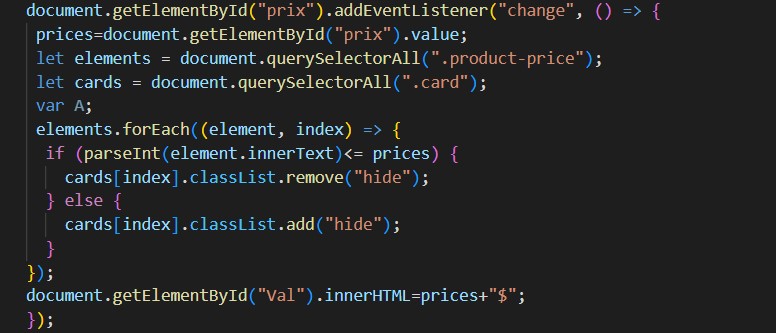 document.getElementById("prix").addEventListener("change", () => {
prices=document.getElementById("prix").value;
let elements = document.querySelectorAll(".product-price");
let cards = document.querySelectorAll(".card");
var A;
elements.forEach((element, index) => {
if (parseInt(element.innerText)<= prices) {
cards[index].classList.remove("hide");
} else {
cards[index].classList.add("hide");
}
});
document.getElementById("Val").innerHTML=prices+"$";
});